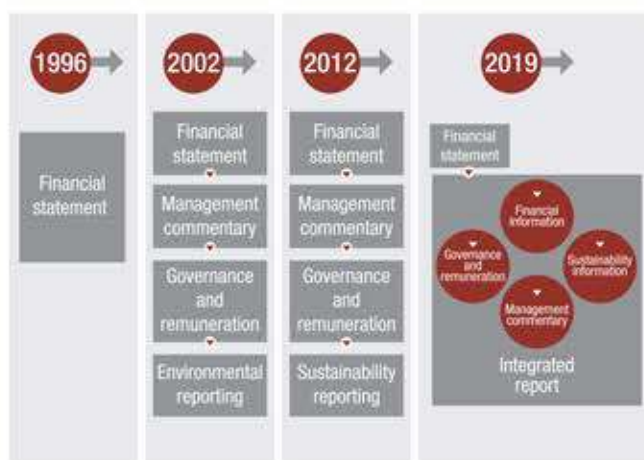 1996
Financial
statement
2002
Financial
statement
Management
commentary
Governance
and
remuneration
Environmental
reporting
2012
Financial
statement
Management
commentary
Governance
and
remuneration
Sustainability
reporting
2019
Financial
statement
Financial
Information
Governance
and
remuneration
Sustainability
information
Management
commentary
Integrated
report